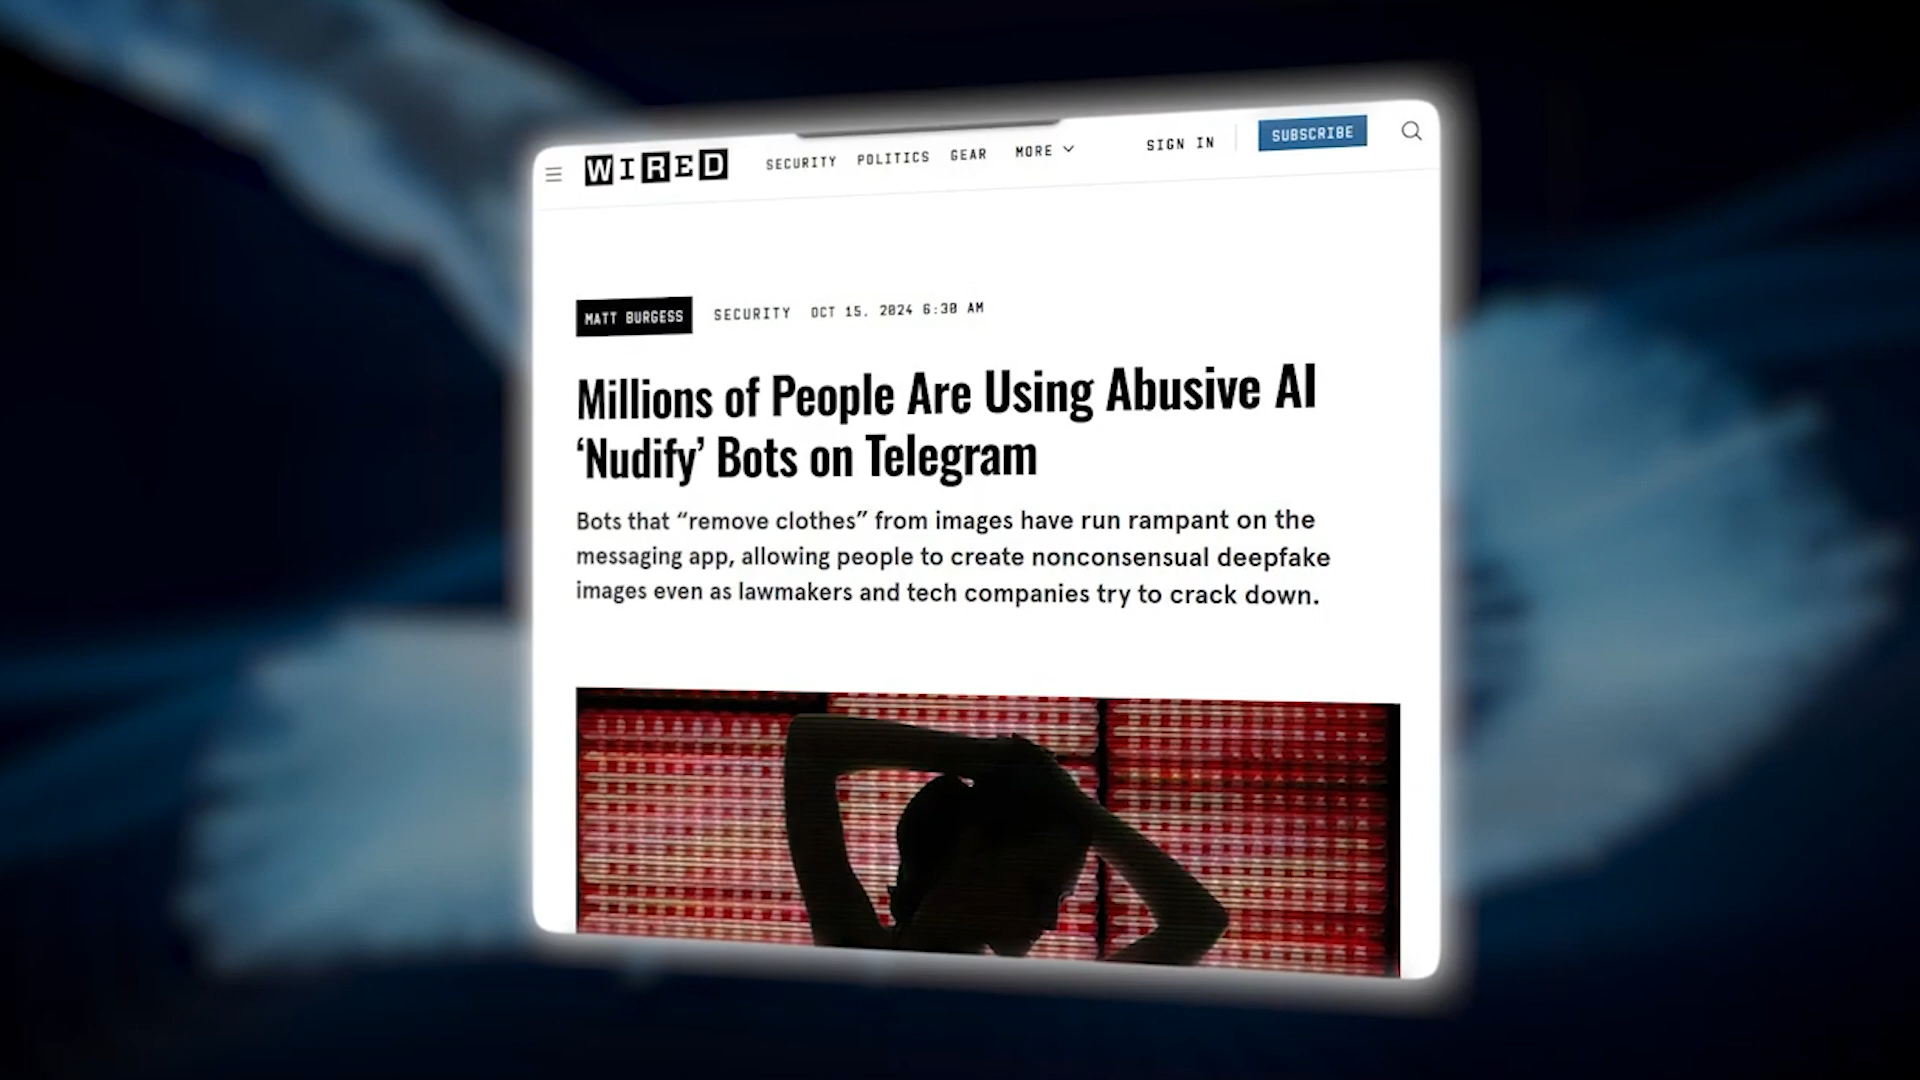 WIRED
SECURITY POLITICS GEAR MORE
SIGN IN
SUBSCRIBE
MATT BURGESS SECURITY OCT 15, 2024 6:30 AM
Millions of People Are Using Abusive AI
‘Nudify’ Bots on Telegram
Bots that “remove clothes” from images have run rampant on the
messaging app, allowing people to create nonconsensual deepfake
images even as lawmakers and tech companies try to crack down.